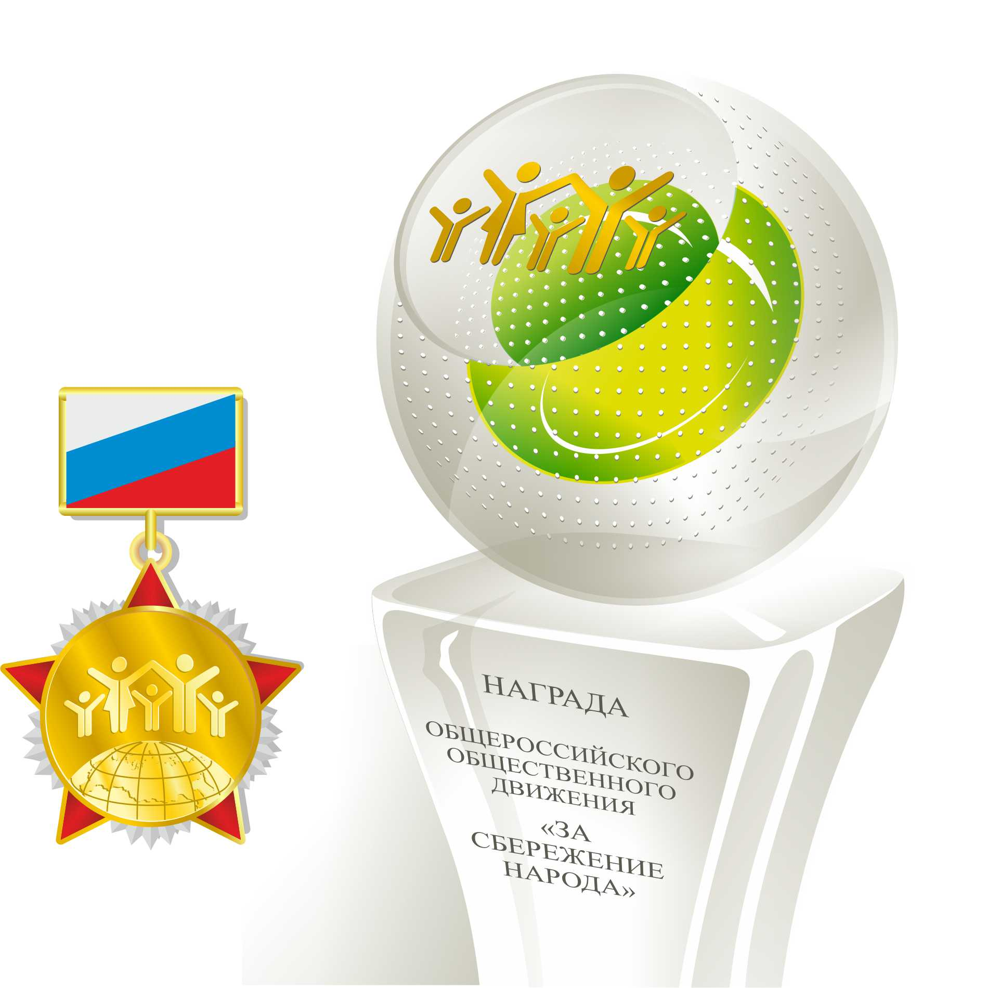 НАГРАДА
ОБЩЕРОССИЙСКОГО
ОБЩЕСТВЕННОГО
ДВИЖЕНИЯ
«ЗА
СБЕРЕЖЕНИЕ
НАРОДА»